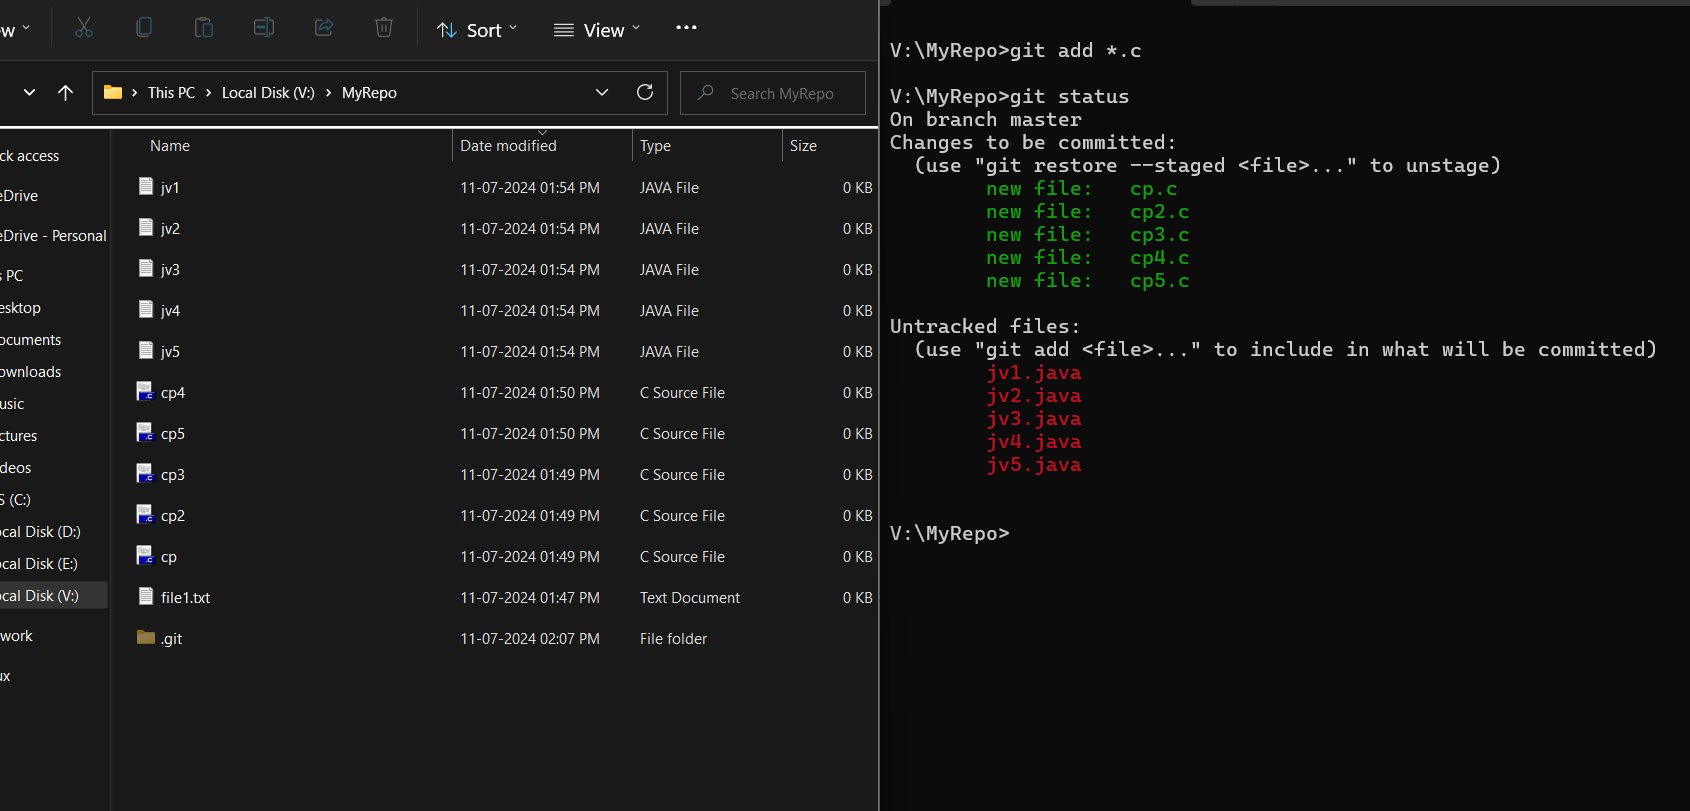 ew
Sort
View
This PC
Local Disk (V:)
MyRepo
Search MyRepo
ck access
eDrive
eDrive - Personal
s PC
esktop
ocuments
ownloads
usic
ctures
deos
S (C:)
ocal Disk (D:)
ocal Disk (E:)
ocal Disk (V:)
work
ux
Name Date modified Type Size
jv1 11-07-2024 01:54 PM JAVA File 0 KB
jv2 11-07-2024 01:54 PM JAVA File 0 KB
jv3 11-07-2024 01:54 PM JAVA File 0 KB
jv4 11-07-2024 01:54 PM JAVA File 0 KB
jv5 11-07-2024 01:54 PM JAVA File 0 KB
cp4 11-07-2024 01:50 PM C Source File 0 KB
cp5 11-07-2024 01:50 PM C Source File 0 KB
cp3 11-07-2024 01:49 PM C Source File 0 KB
cp2 11-07-2024 01:49 PM C Source File 0 KB
cp 11-07-2024 01:49 PM C Source File 0 KB
file1.txt 11-07-2024 01:47 PM Text Document 0 KB
.git 11-07-2024 02:07 PM File folder
V:\MyRepo>git add *.c
V:\MyRepo>git status
On branch master
Changes to be committed:
(use "git restore --staged <file>..." to unstage)
new file: cp.c
new file: cp2.c
new file: cp3.c
new file: cp4.c
new file: cp5.c
Untracked files:
(use "git add <file>..." to include in what will be committed)
jv1.java
jv2.java
jv3.java
jv4.java
jv5.java
V:\MyRepo>